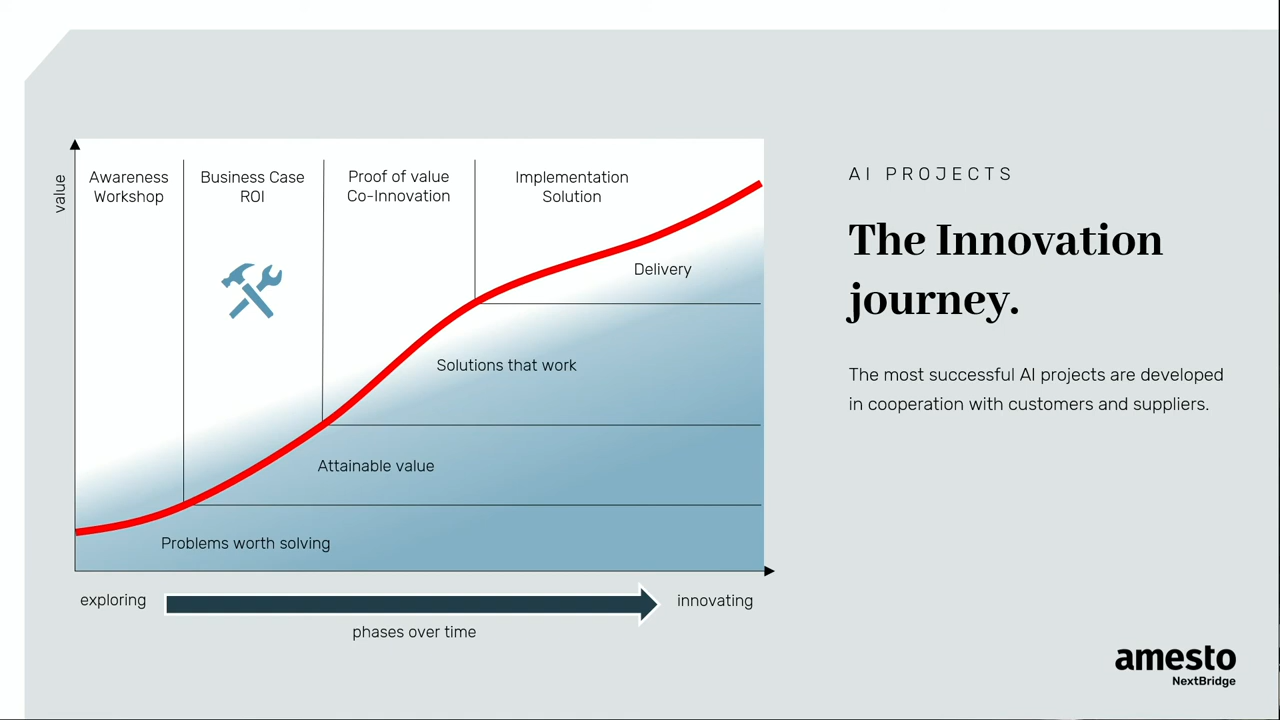 value
Awareness
Workshop
Business Case
ROI
Proof of value
Co-Innovation
Implementation
Solution
Delivery
Solutions that work
Attainable value
Problems worth solving
exploring
innovating
phases over time
AI PROJECTS
The Innovation
journey.
The most successful AI projects are developed
in cooperation with customers and suppliers.
amesto
NextBridge